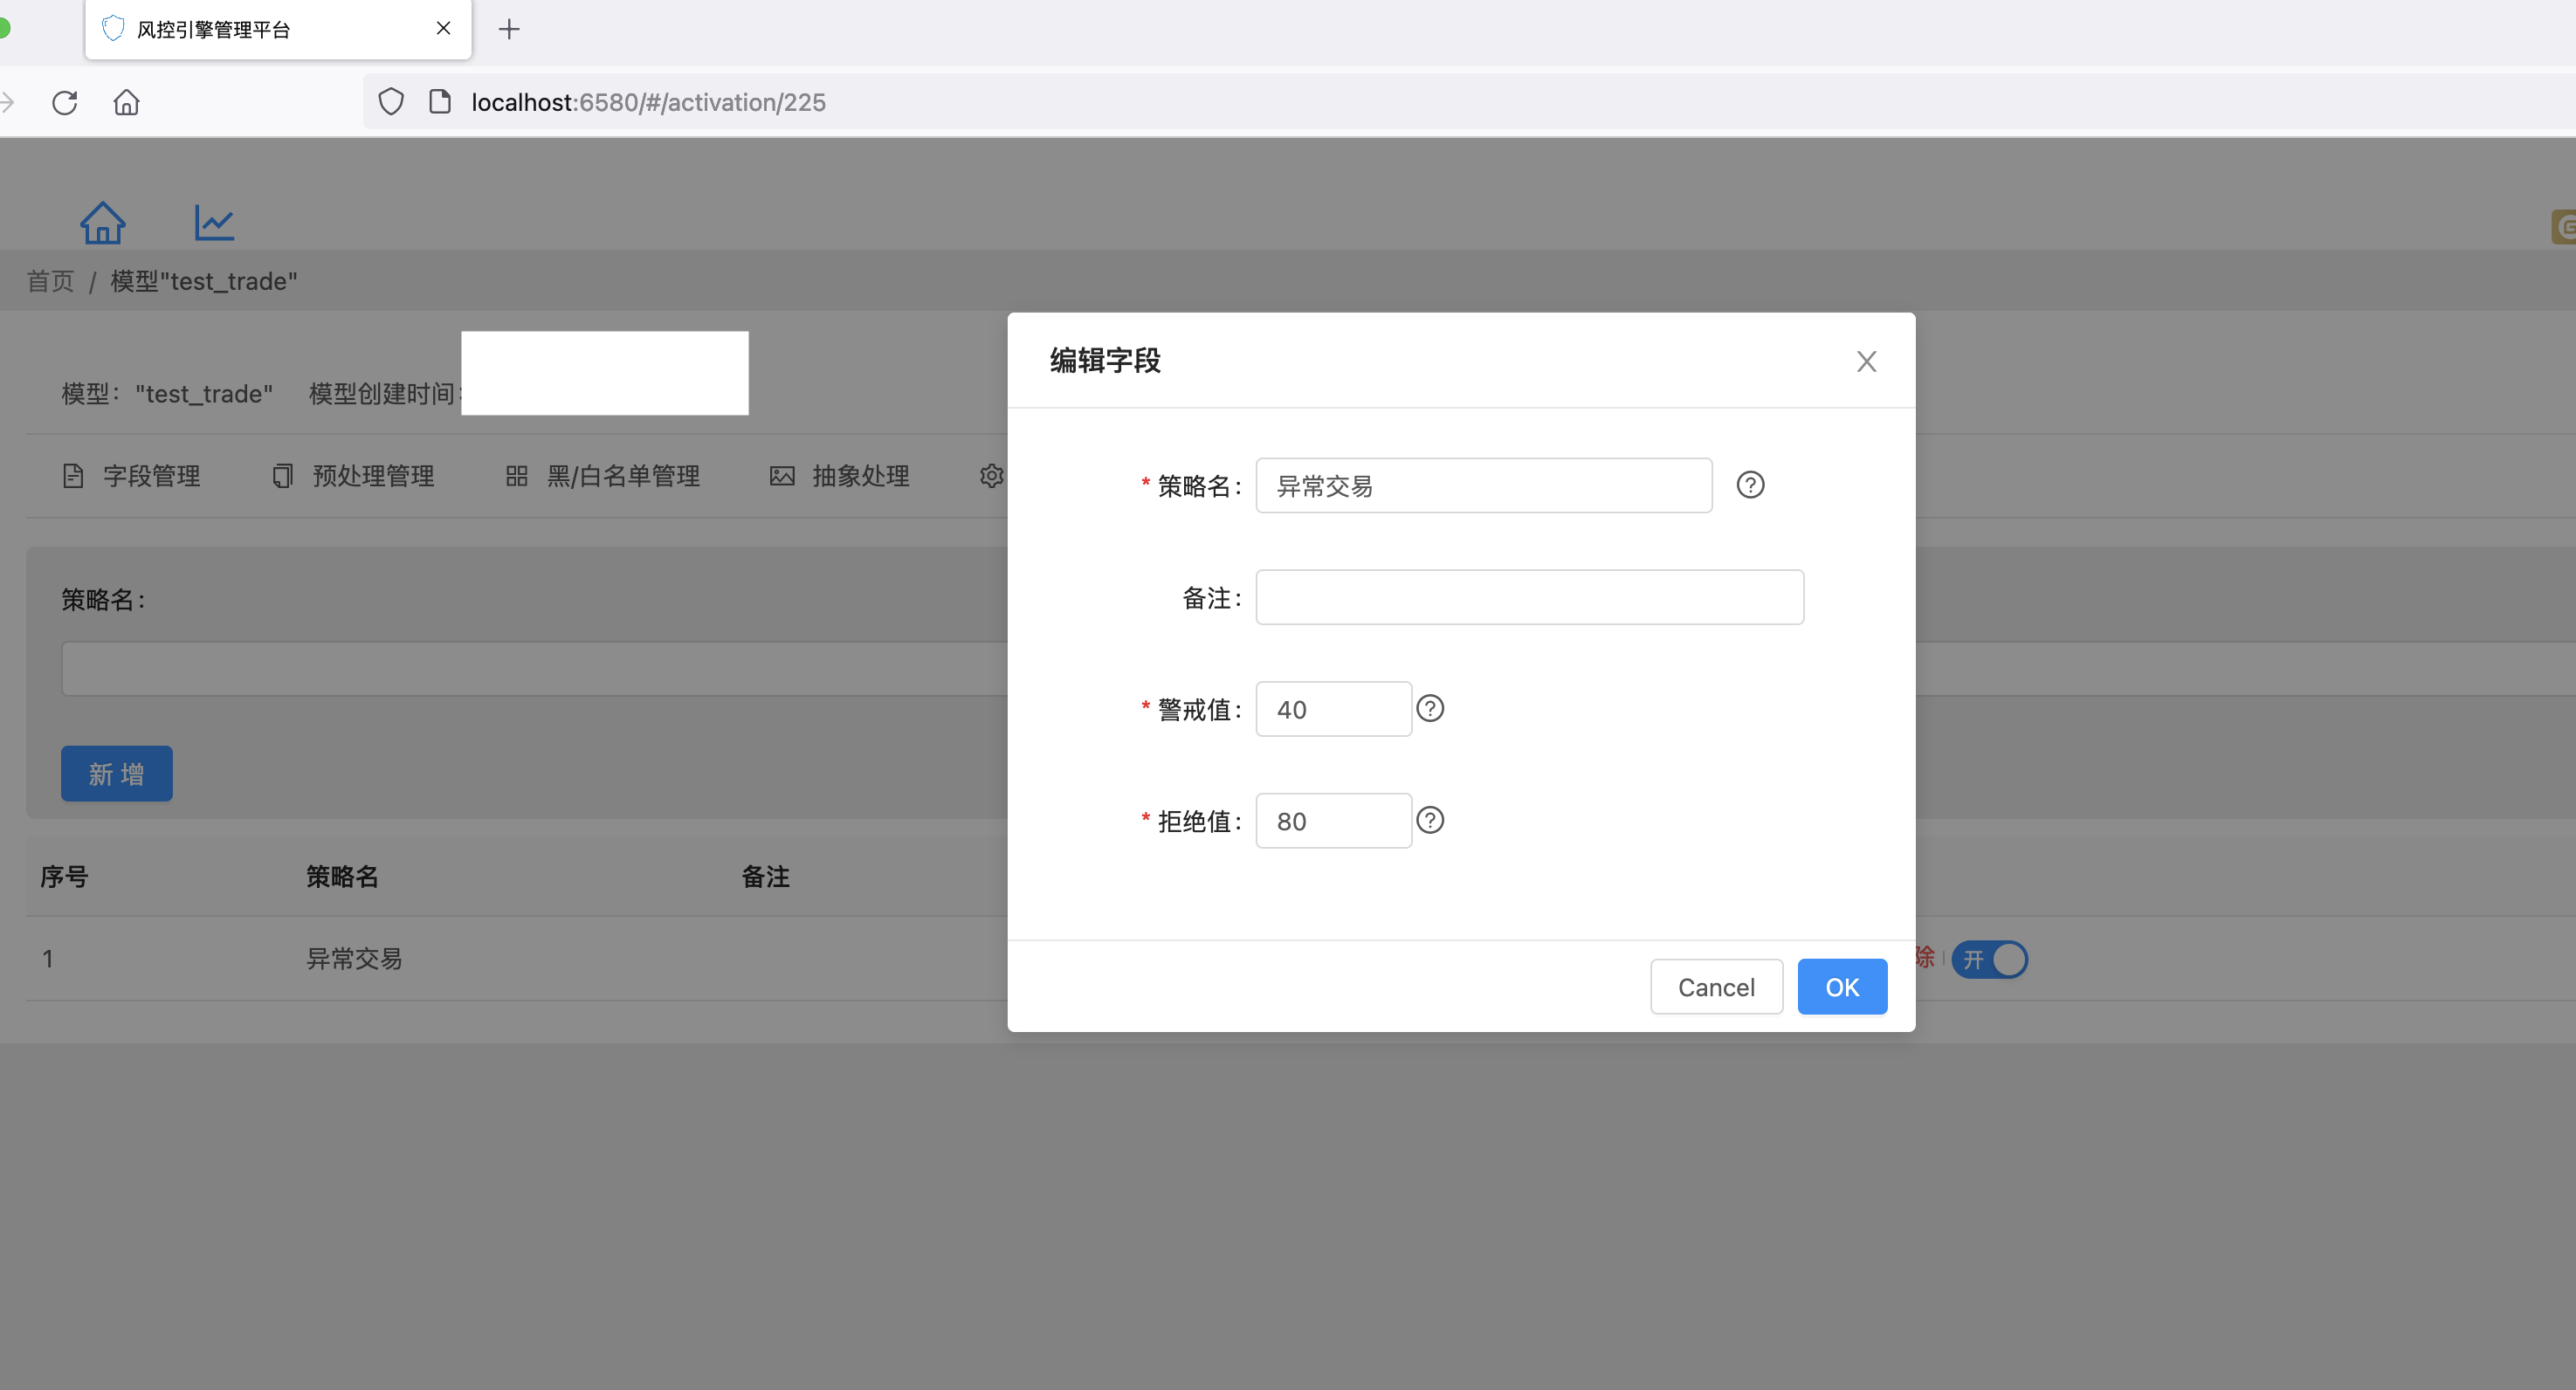 风控引擎管理平台
localhost:6580/#/activation/225
首页 / 模型"test_trade"
模型："test_trade" 模型创建时间:
字段管理 预处理管理 黑/白名单管理 抽象处理
策略名：
新 增
序号 策略名 备注
1 异常交易 除 开
编辑字段
* 策略名： 异常交易
备注：
* 警戒值： 40
* 拒绝值： 80
Cancel OK